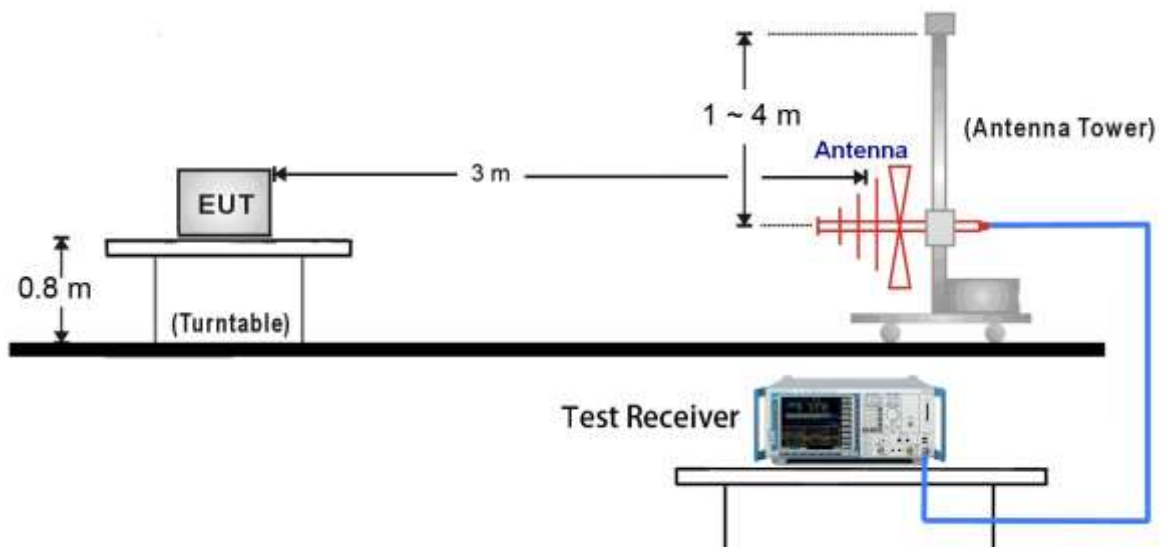 1 ~ 4 m
(Antenna Tower)
Antenna
3 m
EUT
0.8 m
(Turntable)
Test Receiver